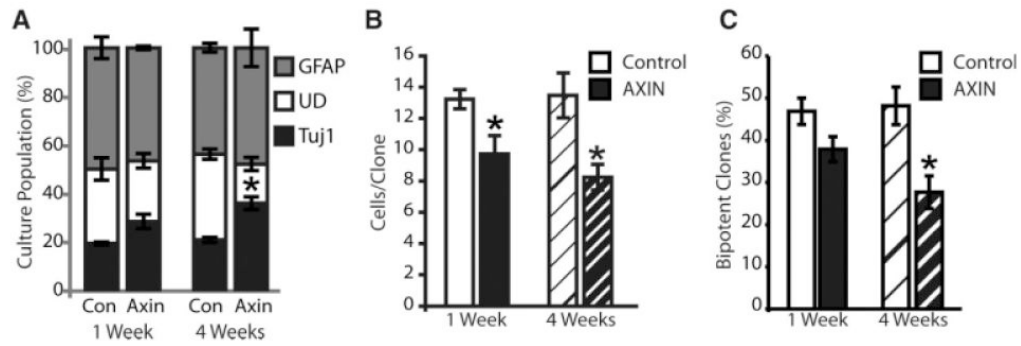 A
100
80
60
40
20
0
Culture Population (%)
GFAP
UD
Tuj1
*
Con Axin Con Axin
1 Week 4 Weeks
B
16
14
12
10
8
6
4
2
0
Cells/Clone
Control
AXIN
*
*
1 Week 4 Weeks
C
60
50
40
30
20
10
0
Bipotent Clones (%)
Control
AXIN
*
1 Week 4 Weeks